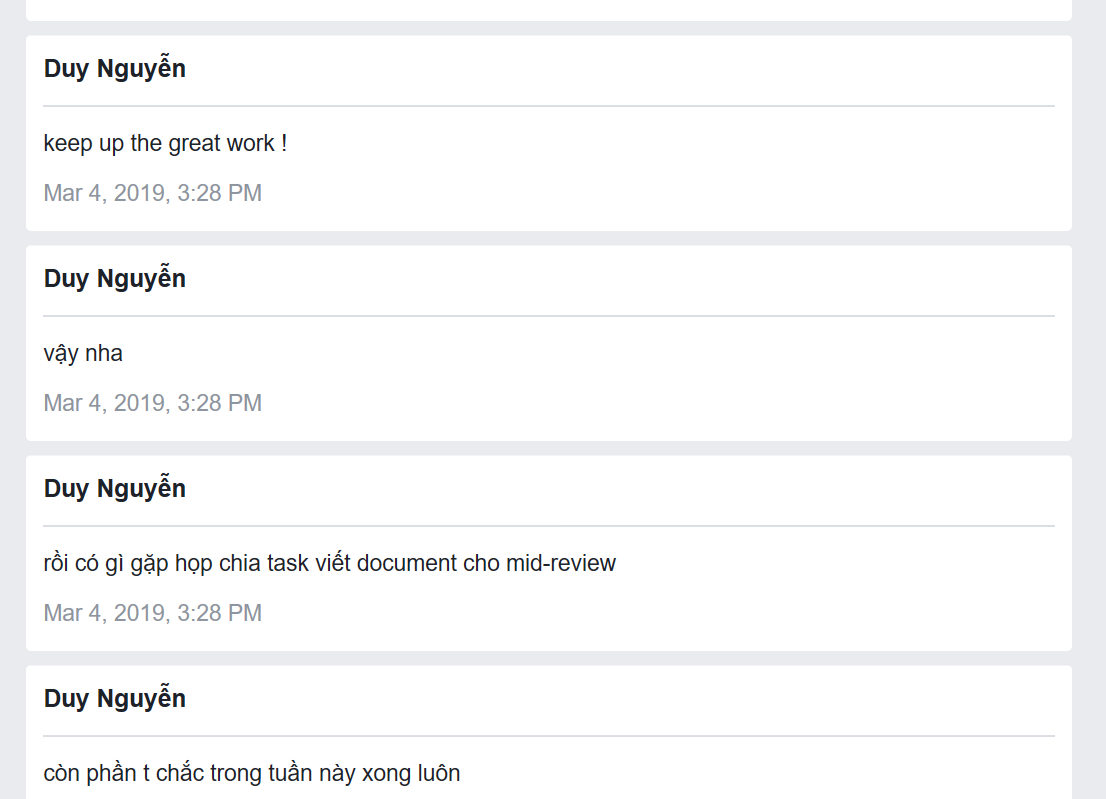 Duy Nguyễn
keep up the great work !
Mar 4, 2019, 3:28 PM
Duy Nguyễn
vậy nha
Mar 4, 2019, 3:28 PM
Duy Nguyễn
rồi có gì gặp họp chia task viết document cho mid-review
Mar 4, 2019, 3:28 PM
Duy Nguyễn
còn phần t chắc trong tuần này xong luôn